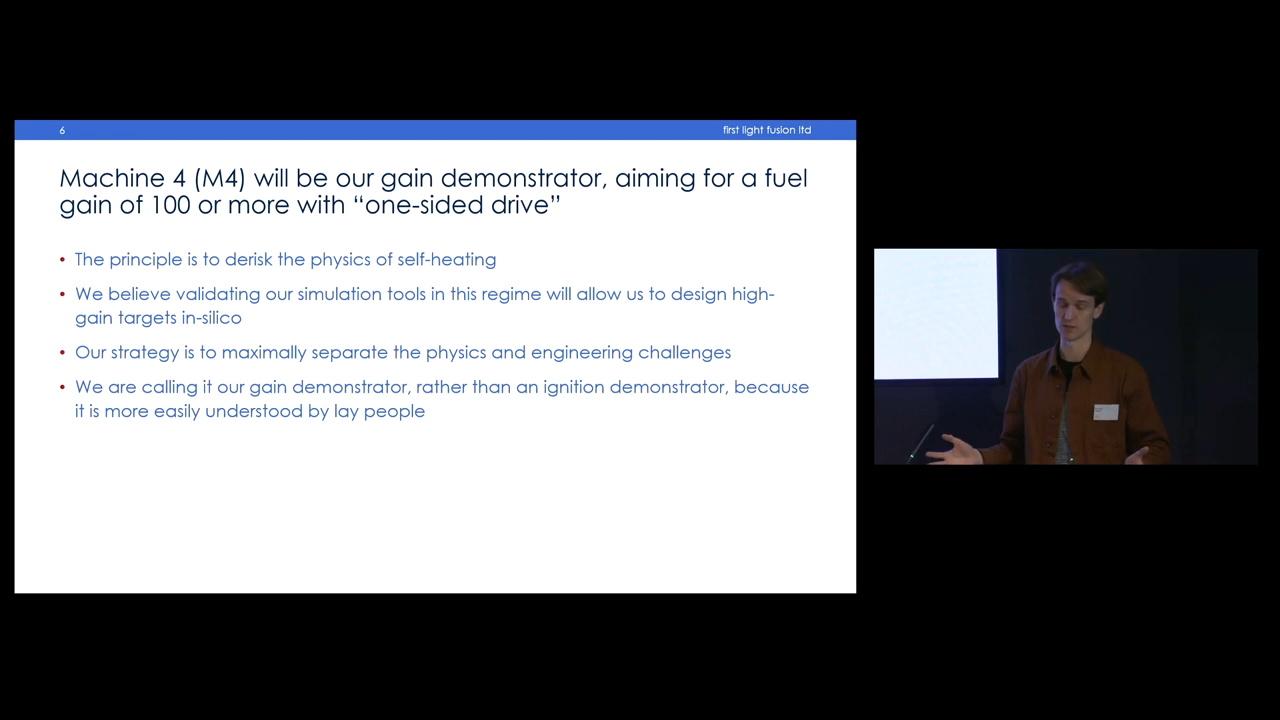 6
first light fusion ltd
Machine 4 (M4) will be our gain demonstrator, aiming for a fuel
gain of 100 or more with “one-sided drive”
• The principle is to derisk the physics of self-heating
• We believe validating our simulation tools in this regime will allow us to design high-
gain targets in-silico
• Our strategy is to maximally separate the physics and engineering challenges
• We are calling it our gain demonstrator, rather than an ignition demonstrator, because
it is more easily understood by lay people